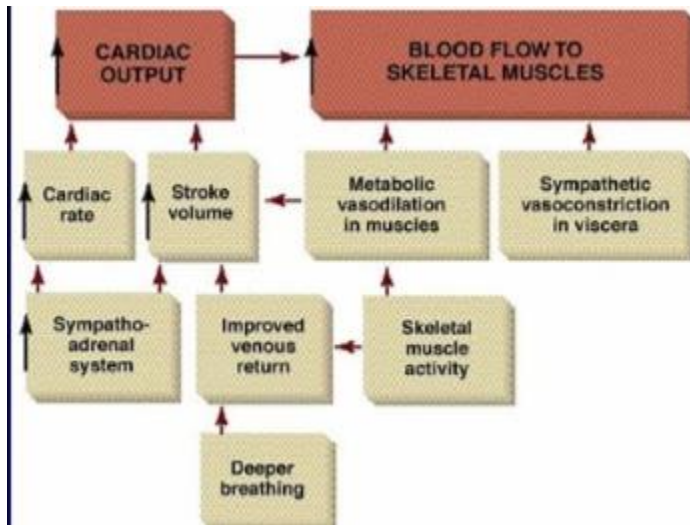 CARDIAC
OUTPUT
BLOOD FLOW TO
SKELETAL MUSCLES
Cardiac
rate
Stroke
volume
Metabolic
vasodilation
in muscles
Sympathetic
vasoconstriction
in viscera
Sympatho-
adrenal
system
Improved
venous
return
Skeletal
muscle
activity
Deeper
breathing